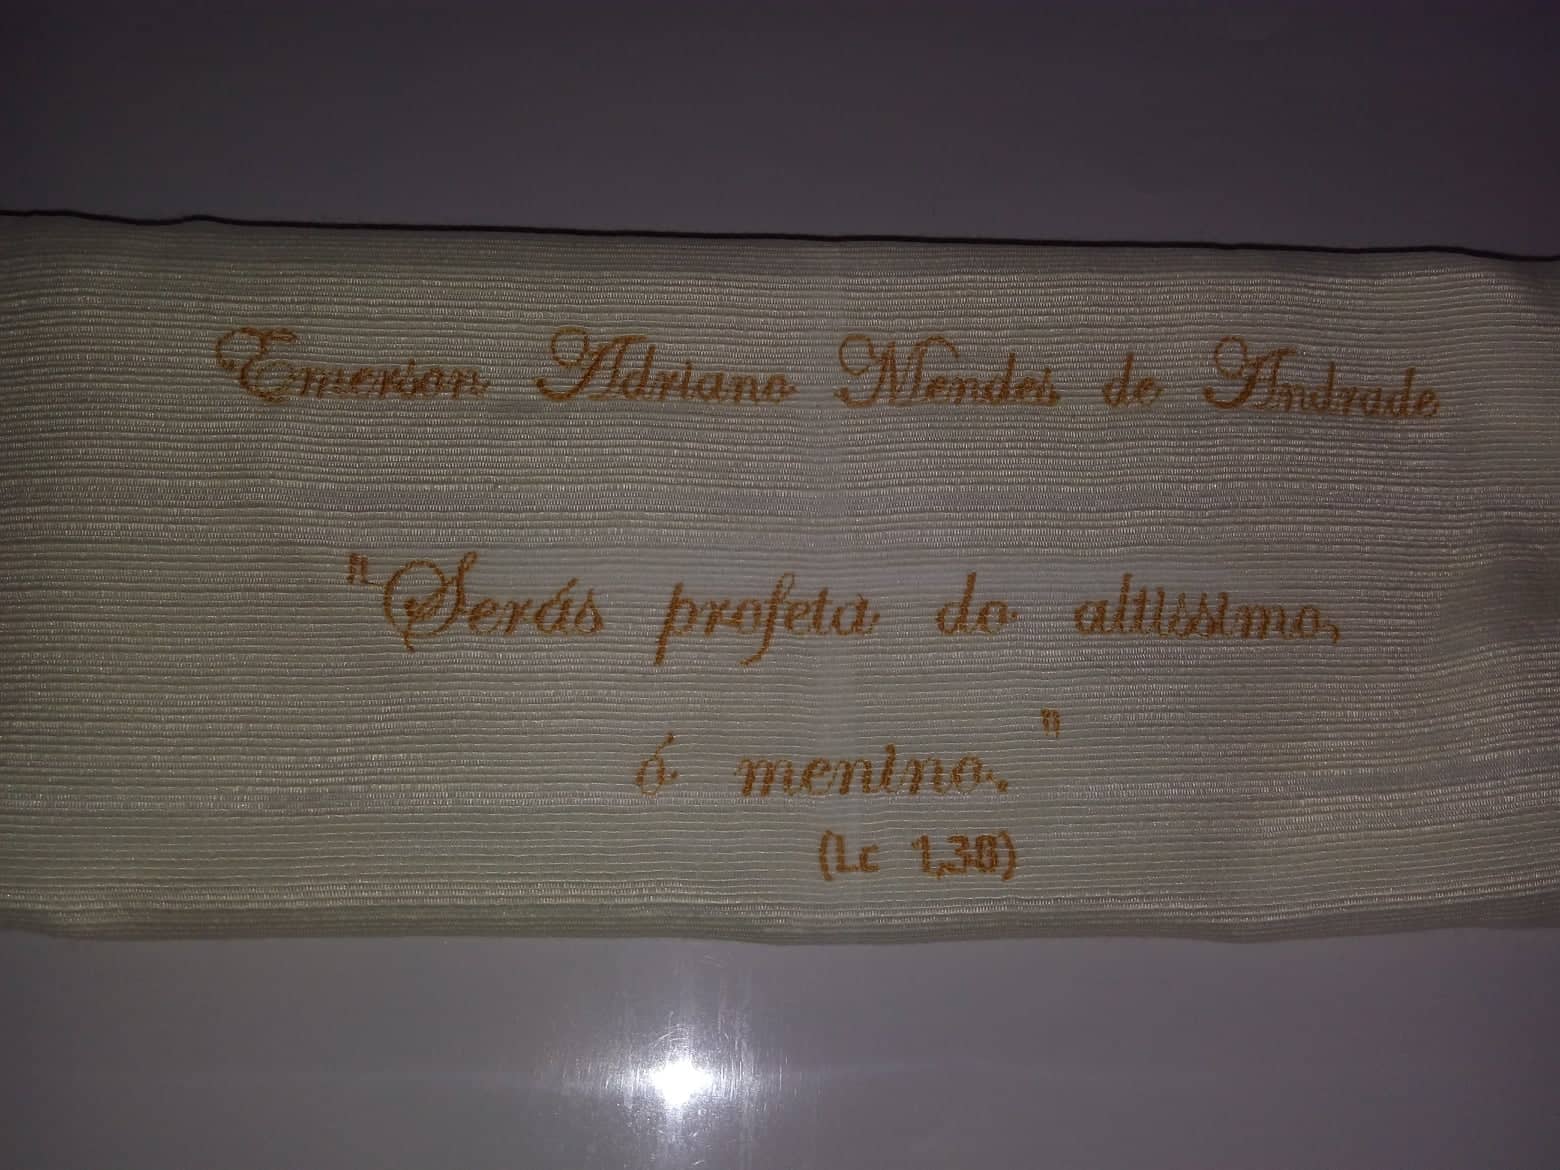 Emerson Adriano Mendes de Andrade
"Serás profeta do altíssimo,
ó menino."
(Lc 1,38)